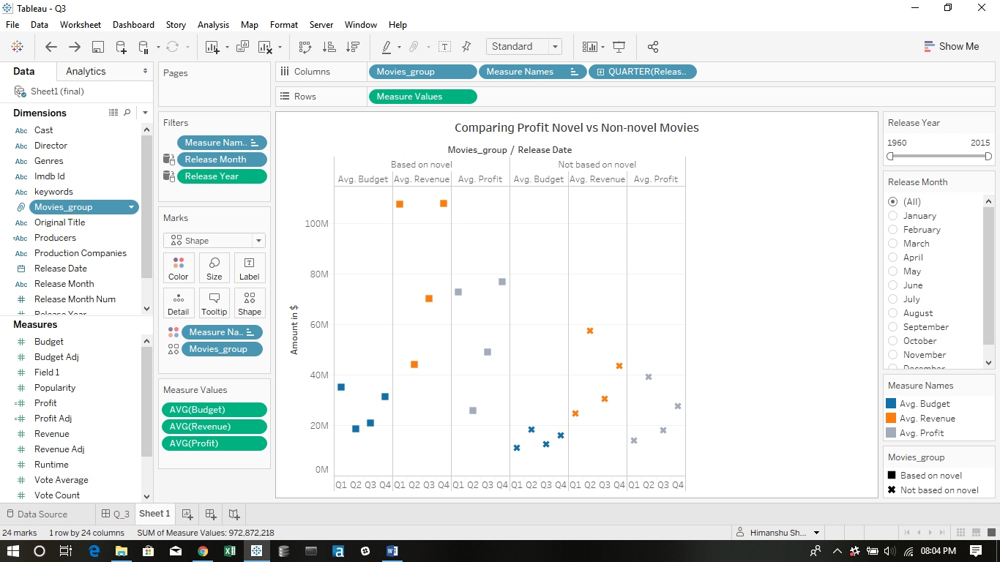 Tableau - Q3
File Data Worksheet Dashboard Story Analysis Map Format Server Window Help
Standard
Show Me
Data Analytics
Sheet1 (final)
Dimensions
Abc Cast
Abc Director
Abc Genres
Abc Imdb Id
Abc keywords
Movies_group
Abc Original Title
=Abc Producers
Abc Production Companies
Release Date
Abc Release Month
# Release Month Num
Release Year
Measures
# Budget
# Budget Adj
# Field 1
# Popularity
=# Profit
=# Profit Adj
# Revenue
# Revenue Adj
# Runtime
# Vote Average
# Vote Count
Pages
Filters
Measure Nam..
Release Month
Release Year
Marks
Shape
Color Size Label
Detail Tooltip Shape
Measure Na..
Movies_group
Measure Values
AVG(Budget)
AVG(Revenue)
AVG(Profit)
Columns Movies_group Measure Names QUARTER(Releas..
Rows Measure Values
Comparing Profit Novel vs Non-novel Movies
Movies_group / Release Date
Based on novel Not based on novel
Avg. Budget Avg. Revenue Avg. Profit Avg. Budget Avg. Revenue Avg. Profit
Amount in $
100M
80M
60M
40M
20M
0M
Q1 Q2 Q3 Q4 Q1 Q2 Q3 Q4 Q1 Q2 Q3 Q4 Q1 Q2 Q3 Q4 Q1 Q2 Q3 Q4 Q1 Q2 Q3 Q4
Release Year
1960 2015
Release Month
(All)
January
February
March
April
May
June
July
August
September
October
November
December
Measure Names
Avg. Budget
Avg. Revenue
Avg. Profit
Movies_group
Based on novel
Not based on novel
Data Source Q_3 Sheet 1
24 marks 1 row by 24 columns SUM of Measure Values: 972,872,218
Himanshu Sh...
08:04 PM